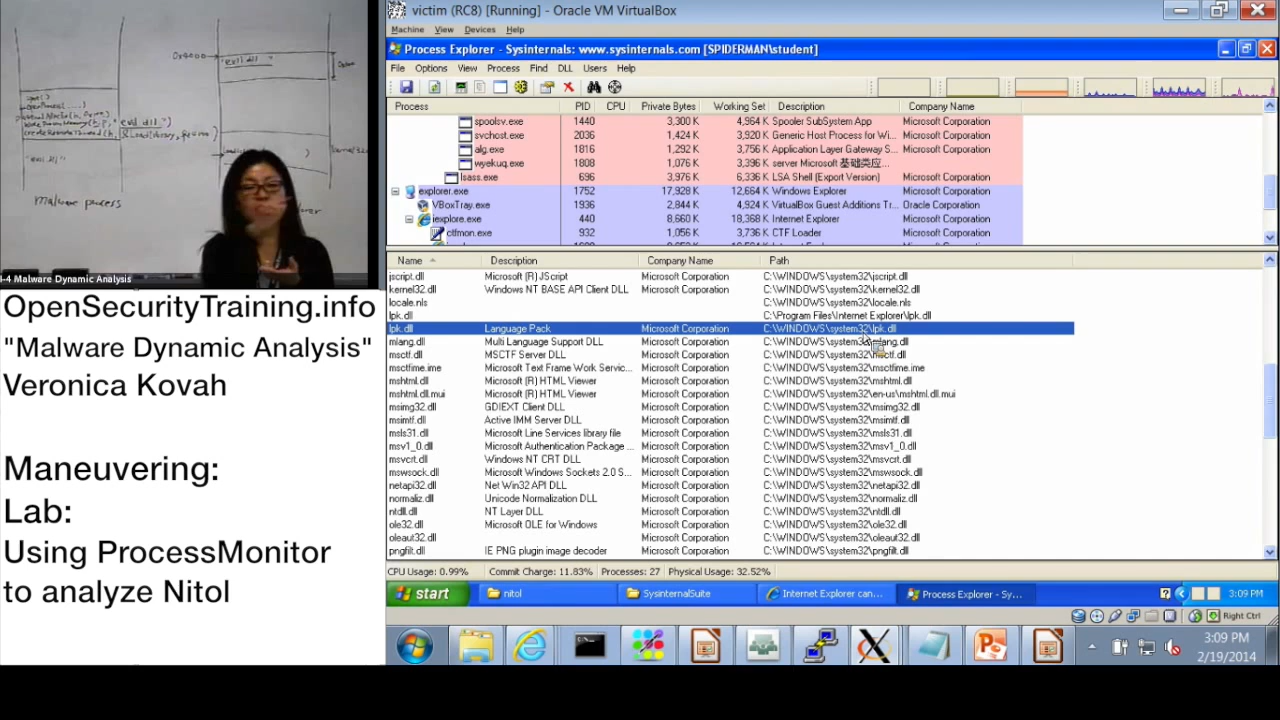 victim (RC8) [Running] - Oracle VM VirtualBox
Machine View Devices Help
Process Explorer - Sysinternals: www.sysinternals.com [SPIDERMAN\student]
File Options View Process Find DLL Users Help
Process PID CPU Private Bytes Working Set Description Company Name
spoolsv.exe 1440 3,300 K 4,964 K Spooler SubSystem App Microsoft Corporation
svchost.exe 2036 1,424 K 3,920 K Generic Host Process for Wi... Microsoft Corporation
alg.exe 1816 1,292 K 3,756 K Application Layer Gateway S... Microsoft Corporation
wyekuq.exe 1808 1,076 K 3,396 K server Microsoft 基础类应...
lsass.exe 696 3,976 K 6,336 K LSA Shell (Export Version) Microsoft Corporation
explorer.exe 1752 17,928 K 12,664 K Windows Explorer Microsoft Corporation
VBoxTray.exe 1936 2,844 K 4,924 K VirtualBox Guest Additions Tr... Oracle Corporation
iexplore.exe 440 8,660 K 18,368 K Internet Explorer Microsoft Corporation
ctfmon.exe 932 1,056 K 3,736 K CTF Loader Microsoft Corporation
Name Description Company Name Path
jscript.dll Microsoft (R) JScript Microsoft Corporation C:\WINDOWS\system32\jscript.dll
kernel32.dll Windows NT BASE API Client DLL Microsoft Corporation C:\WINDOWS\system32\kernel32.dll
locale.nls C:\WINDOWS\system32\locale.nls
lpk.dll C:\Program Files\Internet Explorer\lpk.dll
lpk.dll Language Pack Microsoft Corporation C:\WINDOWS\system32\lpk.dll
mlang.dll Multi Language Support DLL Microsoft Corporation C:\WINDOWS\system32\mlang.dll
msctf.dll MSCTF Server DLL Microsoft Corporation C:\WINDOWS\system32\msctf.dll
msctfime.ime Microsoft Text Frame Work Servic... Microsoft Corporation C:\WINDOWS\system32\msctfime.ime
mshtml.dll Microsoft (R) HTML Viewer Microsoft Corporation C:\WINDOWS\system32\mshtml.dll
mshtml.dll.mui Microsoft (R) HTML Viewer Microsoft Corporation C:\WINDOWS\system32\en-us\mshtml.dll.mui
msimg32.dll GDIEXT Client DLL Microsoft Corporation C:\WINDOWS\system32\msimg32.dll
msimtf.dll Active IMM Server DLL Microsoft Corporation C:\WINDOWS\system32\msimtf.dll
msls31.dll Microsoft Line Services library file Microsoft Corporation C:\WINDOWS\system32\msls31.dll
msv1_0.dll Microsoft Authentication Package ... Microsoft Corporation C:\WINDOWS\system32\msv1_0.dll
msvcrt.dll Windows NT CRT DLL Microsoft Corporation C:\WINDOWS\system32\msvcrt.dll
mswsock.dll Microsoft Windows Sockets 2.0 S... Microsoft Corporation C:\WINDOWS\system32\mswsock.dll
netapi32.dll Net Win32 API DLL Microsoft Corporation C:\WINDOWS\system32\netapi32.dll
normaliz.dll Unicode Normalization DLL Microsoft Corporation C:\WINDOWS\system32\normaliz.dll
ntdll.dll NT Layer DLL Microsoft Corporation C:\WINDOWS\system32\ntdll.dll
ole32.dll Microsoft OLE for Windows Microsoft Corporation C:\WINDOWS\system32\ole32.dll
oleaut32.dll Microsoft Corporation C:\WINDOWS\system32\oleaut32.dll
pngfilt.dll IE PNG plugin image decoder Microsoft Corporation C:\WINDOWS\system32\pngfilt.dll
CPU Usage: 0.99% Commit Charge: 11.83% Processes: 27 Physical Usage: 32.52%
start nitol SysinternalSuite Internet Explorer can... Process Explorer - Sy... 3:09 PM
Right Ctrl
3:09 PM
2/19/2014
"evil dll"
Malware process
4 Malware Dynamic Analysis
OpenSecurityTraining.info
"Malware Dynamic Analysis"
Veronica Kovah
Maneuvering:
Lab:
Using ProcessMonitor
to analyze Nitol